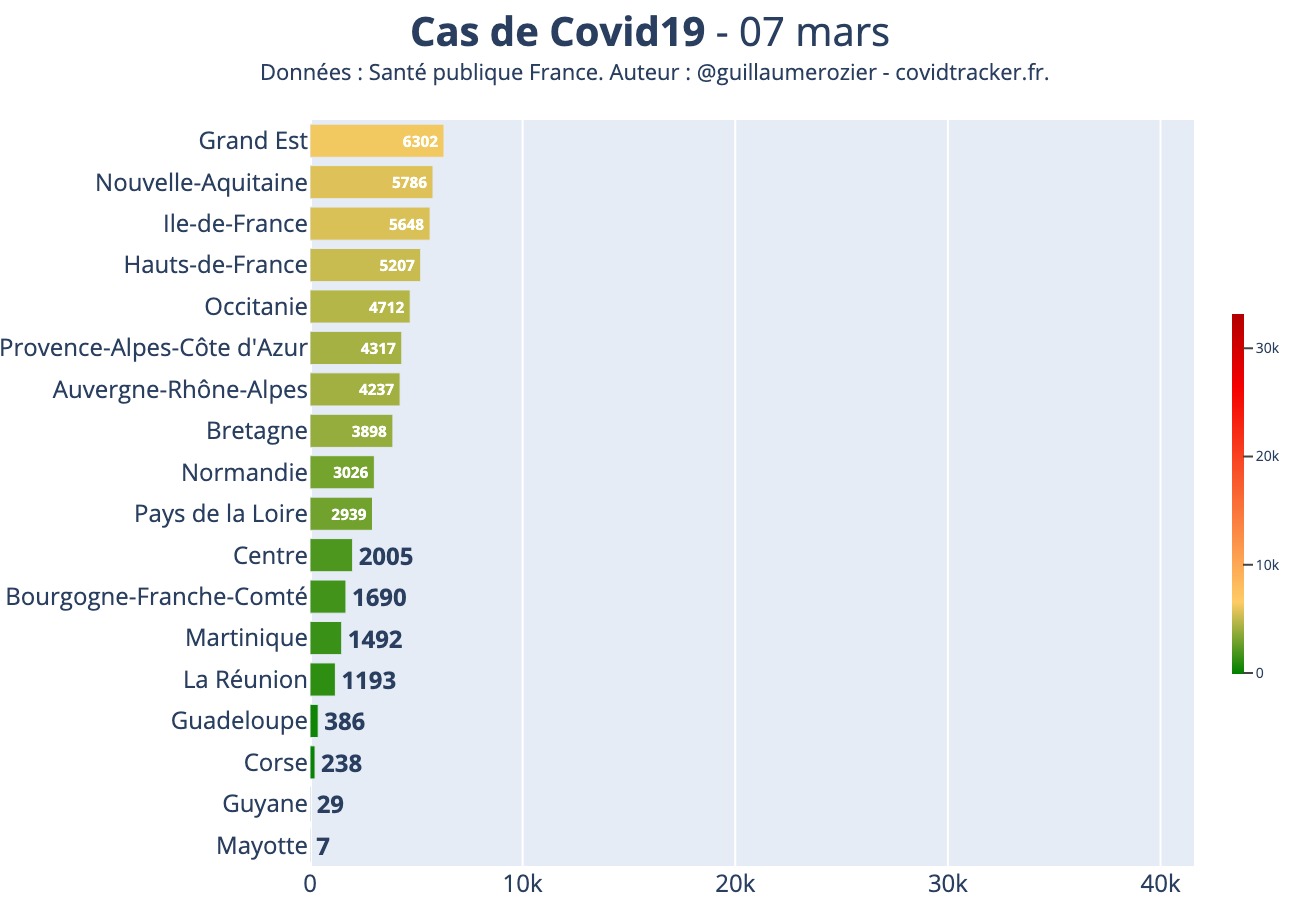 Cas de Covid19 - 07 mars
Données : Santé publique France. Auteur : @guillaumerozier - covidtracker.fr.
Grand Est 6302
Nouvelle-Aquitaine 5786
Ile-de-France 5648
Hauts-de-France 5207
Occitanie 4712
Provence-Alpes-Côte d'Azur 4317
Auvergne-Rhône-Alpes 4237
Bretagne 3898
Normandie 3026
Pays de la Loire 2939
Centre 2005
Bourgogne-Franche-Comté 1690
Martinique 1492
La Réunion 1193
Guadeloupe 386
Corse 238
Guyane 29
Mayotte 7
0 10k 20k 30k 40k
30k
20k
10k
0